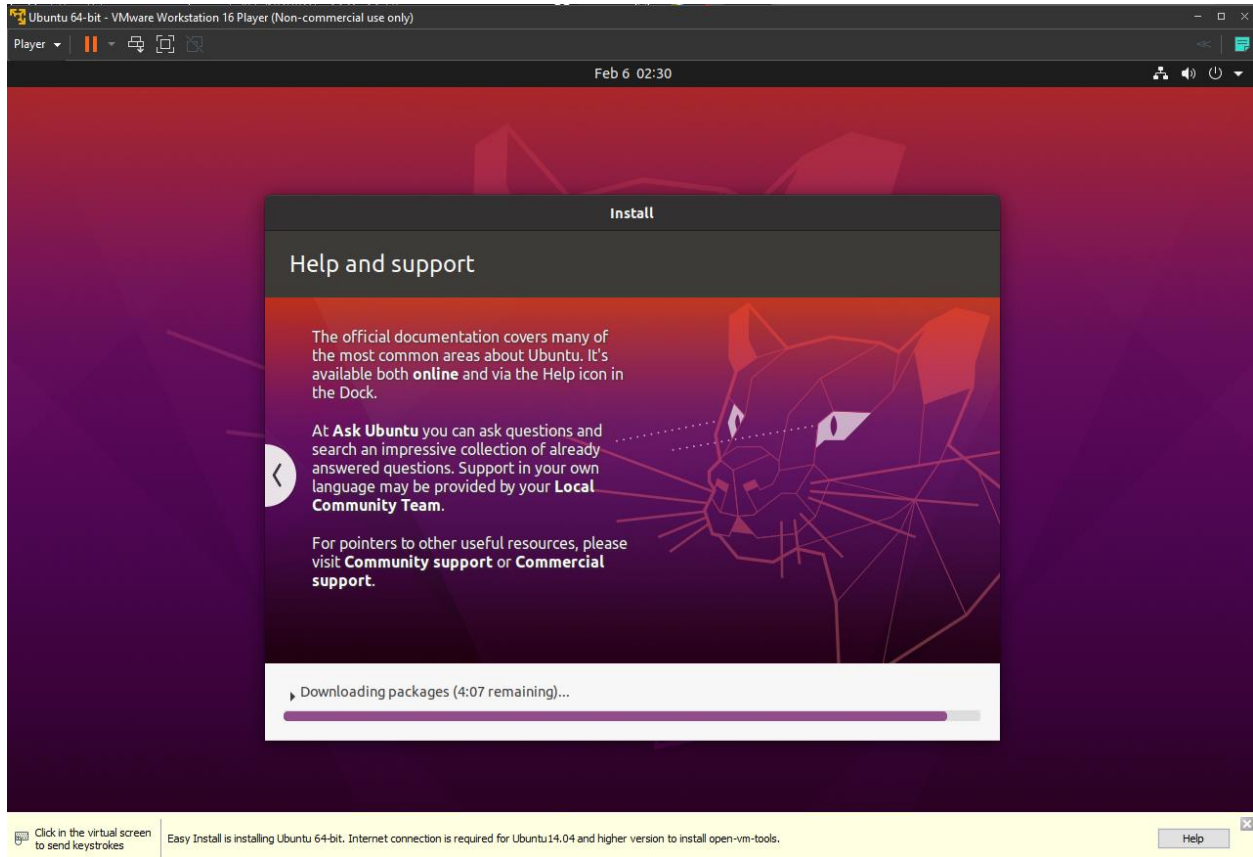 Ubuntu 64-bit - VMware Workstation 16 Player (Non-commercial use only)
Player
Feb 6 02:30
Install
Help and support
The official documentation covers many of
the most common areas about Ubuntu. It's
available both online and via the Help icon in
the Dock.
At Ask Ubuntu you can ask questions and
search an impressive collection of already
answered questions. Support in your own
language may be provided by your Local
Community Team.
For pointers to other useful resources, please
visit Community support or Commercial
support.
Downloading packages (4:07 remaining)...
Click in the virtual screen
to send keystrokes
Easy Install is installing Ubuntu 64-bit. Internet connection is required for Ubuntu14.04 and higher version to install open-vm-tools.
Help